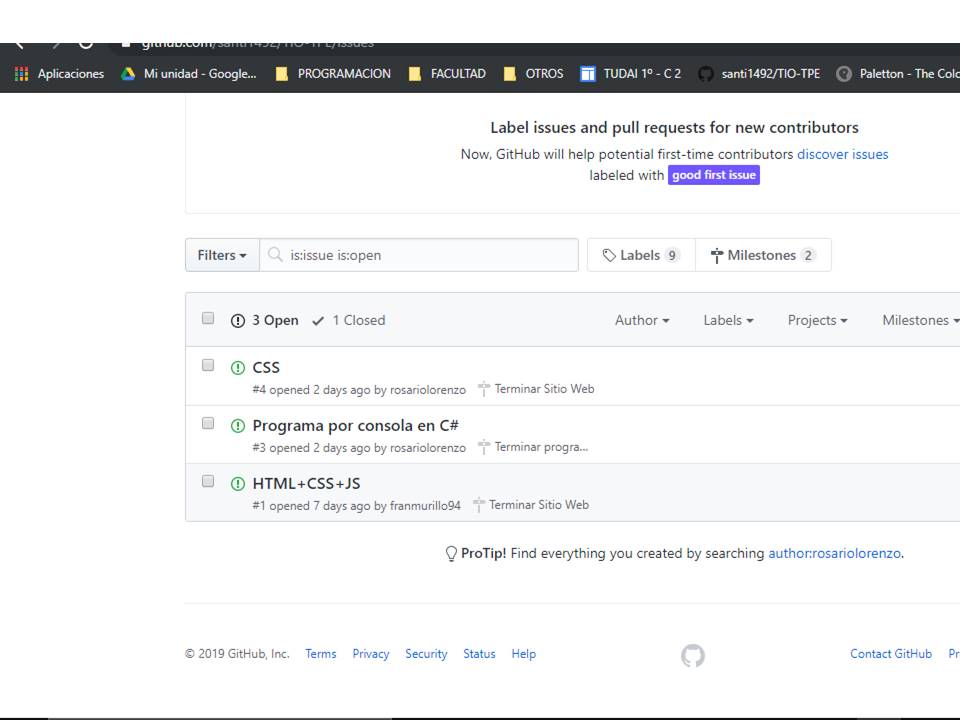 github.com/santi1492/TIO-TPE/issues
Aplicaciones Mi unidad - Google... PROGRAMACION FACULTAD OTROS TUDAI 1º - C 2 santi1492/TIO-TPE Paletton - The Colo
Label issues and pull requests for new contributors
Now, GitHub will help potential first-time contributors discover issues
labeled with good first issue
Filters is:issue is:open Labels 9 Milestones 2
3 Open 1 Closed Author Labels Projects Milestones
CSS
#4 opened 2 days ago by rosariolorenzo Terminar Sitio Web
Programa por consola en C#
#3 opened 2 days ago by rosariolorenzo Terminar progra...
HTML+CSS+JS
#1 opened 7 days ago by franmurillo94 Terminar Sitio Web
ProTip! Find everything you created by searching author:rosariolorenzo.
© 2019 GitHub, Inc. Terms Privacy Security Status Help Contact GitHub Pr